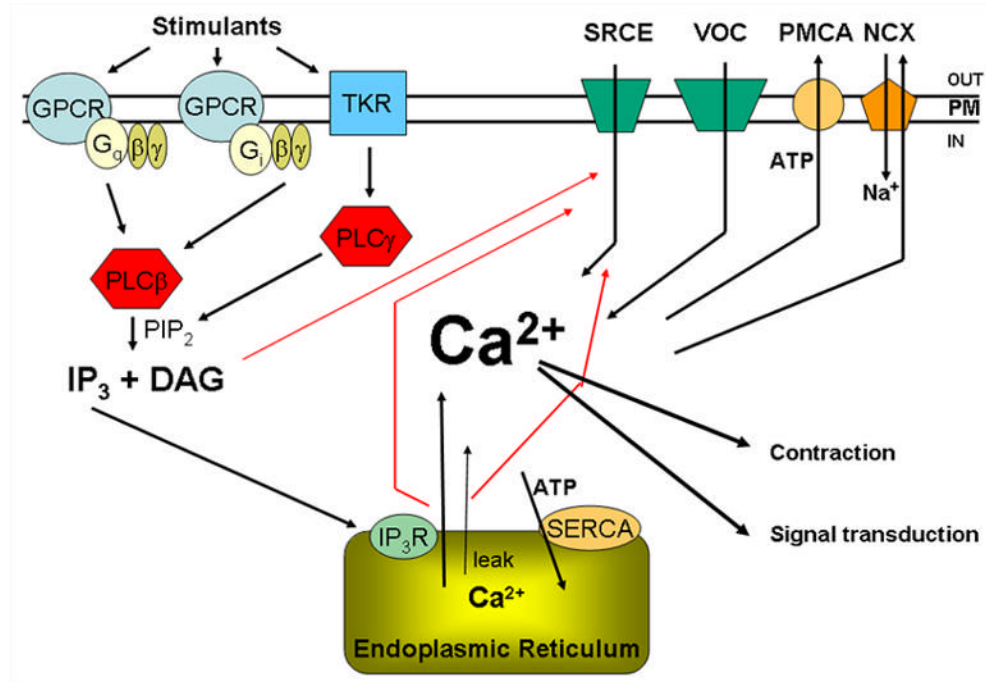 Stimulants
SRCE VOC PMCA NCX
GPCR GPCR TKR
OUT
PM
IN
Gq β γ
Gi β γ
ATP
Na⁺
PLCγ
PLCβ
PIP₂
IP₃ + DAG
Ca²⁺
Contraction
Signal transduction
ATP
IP₃R
SERCA
leak
Ca²⁺
Endoplasmic Reticulum